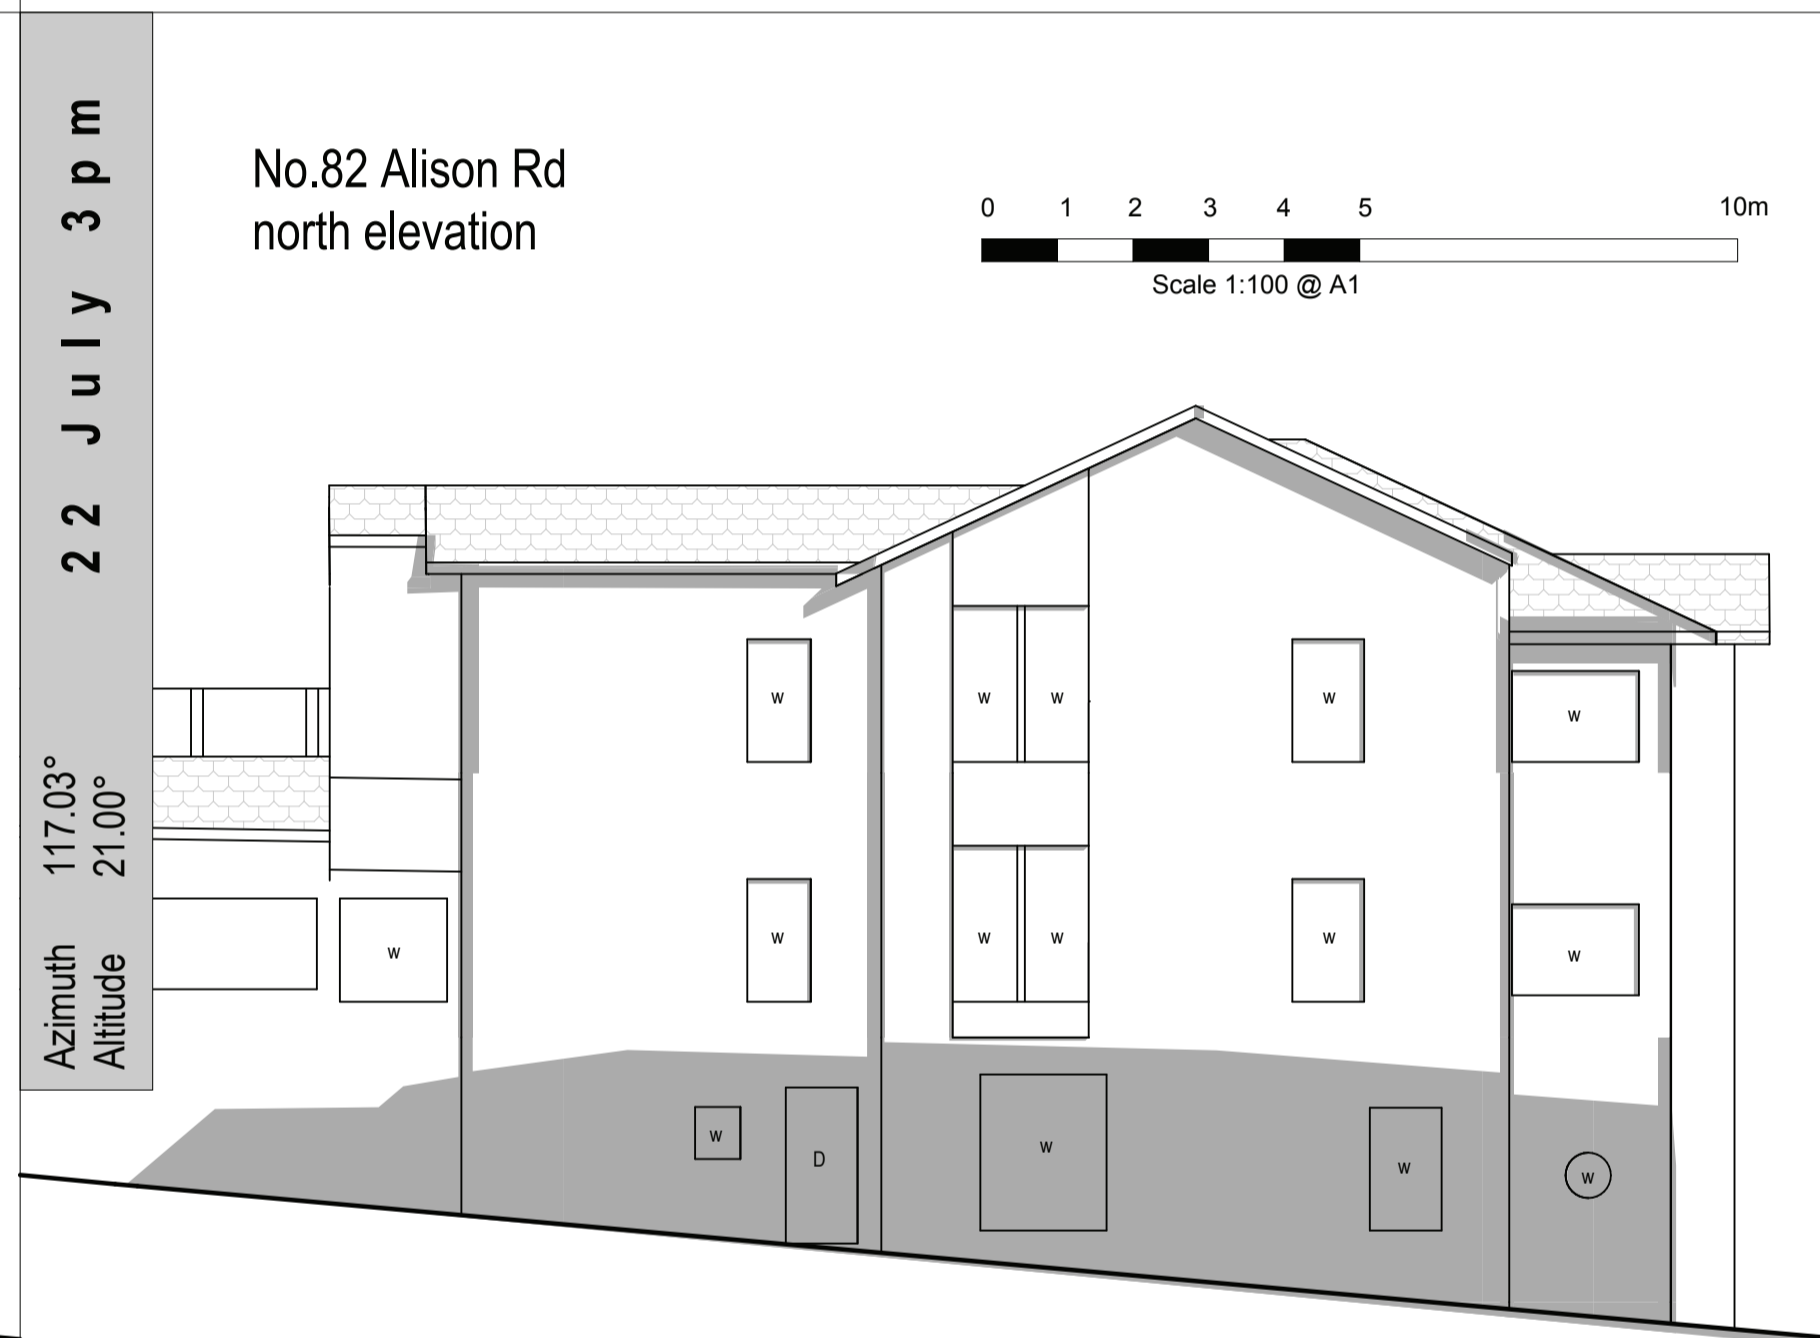 22 July 3pm
Azimuth 117.03°
Altitude 21.00°
No.82 Alison Rd
north elevation
0 1 2 3 4 5 10m
Scale 1:100 @ A1
W W W W W
W W W W W W
W D W W W